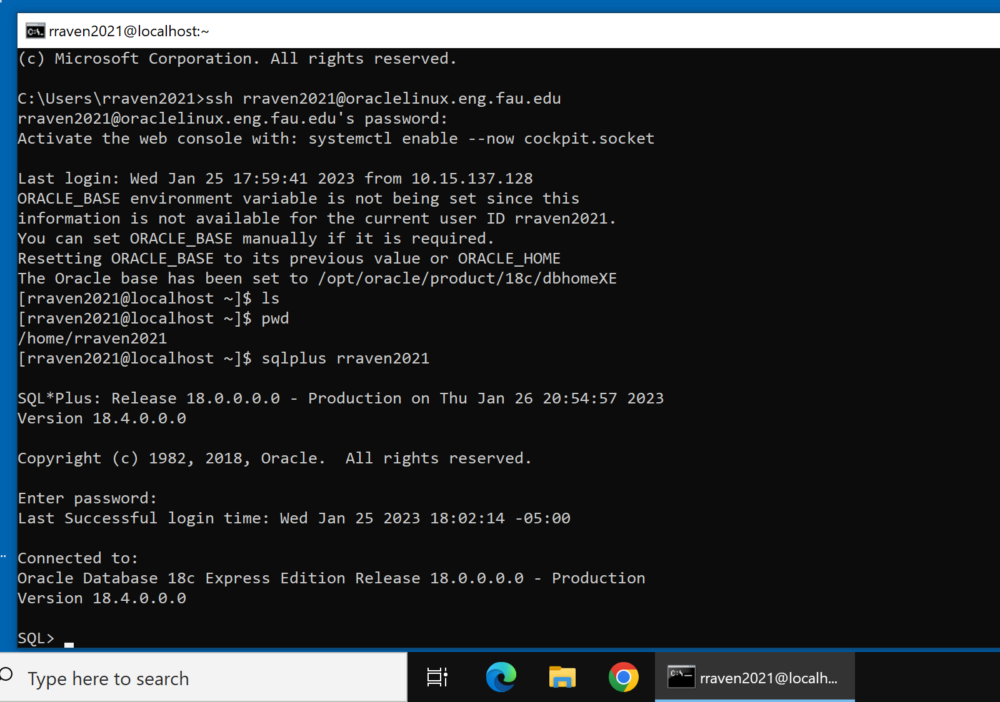 rraven2021@localhost:~
(c) Microsoft Corporation. All rights reserved.
C:\Users\rraven2021>ssh rraven2021@oraclelinux.eng.fau.edu
rraven2021@oraclelinux.eng.fau.edu's password:
Activate the web console with: systemctl enable --now cockpit.socket
Last login: Wed Jan 25 17:59:41 2023 from 10.15.137.128
ORACLE_BASE environment variable is not being set since this
information is not available for the current user ID rraven2021.
You can set ORACLE_BASE manually if it is required.
Resetting ORACLE_BASE to its previous value or ORACLE_HOME
The Oracle base has been set to /opt/oracle/product/18c/dbhomeXE
[rraven2021@localhost ~]$ ls
[rraven2021@localhost ~]$ pwd
/home/rraven2021
[rraven2021@localhost ~]$ sqlplus rraven2021
SQL*Plus: Release 18.0.0.0.0 - Production on Thu Jan 26 20:54:57 2023
Version 18.4.0.0.0
Copyright (c) 1982, 2018, Oracle.  All rights reserved.
Enter password:
Last Successful login time: Wed Jan 25 2023 18:02:14 -05:00
Connected to:
Oracle Database 18c Express Edition Release 18.0.0.0.0 - Production
Version 18.4.0.0.0
SQL>
Type here to search
rraven2021@localh...